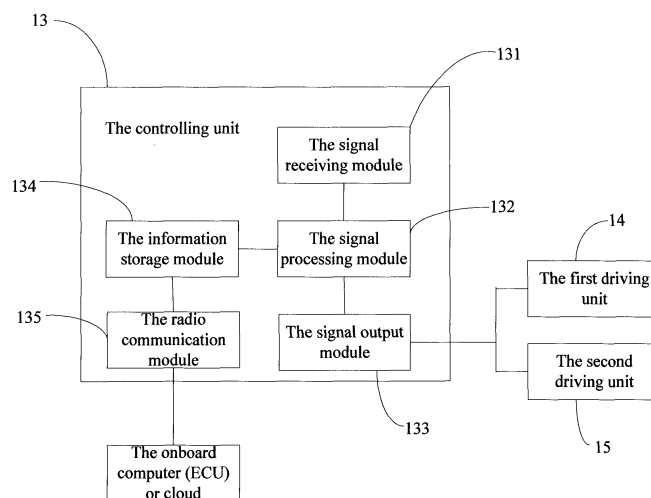 13
131
The controlling unit
The signal
receiving module
134
132
The information
storage module
The signal
processing module
14
The first driving
unit
135
The radio
communication
module
The signal output
module
The second
driving unit
133
15
The onboard
computer (ECU)
or cloud